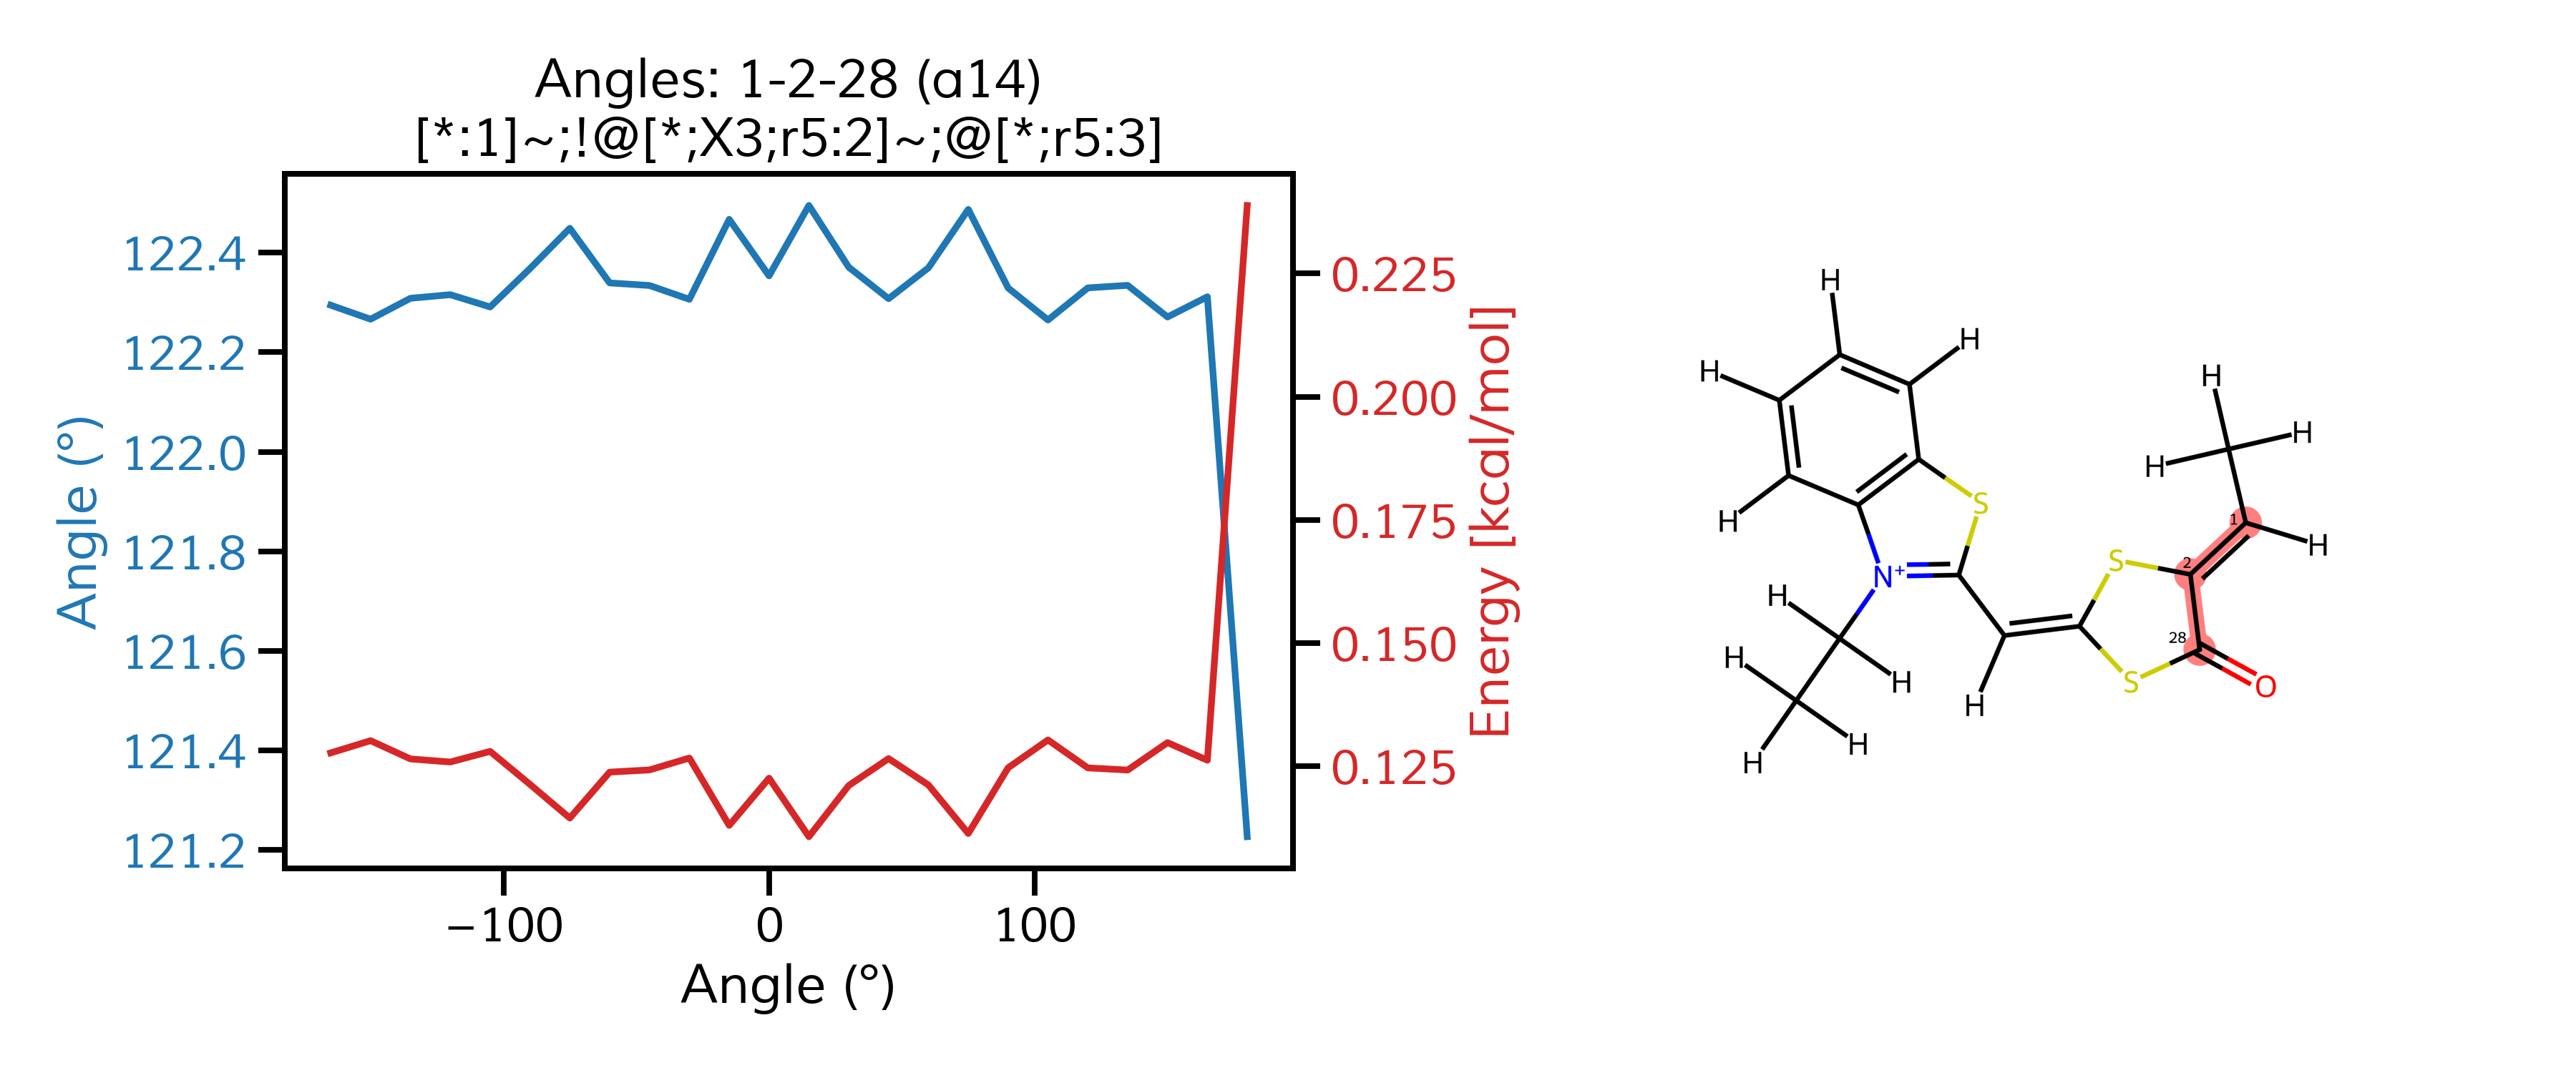 Angles: 1-2-28 (a14)
[*:1]~;!@[*;X3;r5:2]~;@[*;r5:3]
122.4
122.2
122.0
121.8
121.6
121.4
121.2
Angle (°)
−100
0
100
Angle (°)
0.225
0.200
0.175
0.150
0.125
Energy [kcal/mol]
H
H
H
H
H
H
H
S
1
H
S
2
N⁺
H
28
H
H
S
O
H
H
H